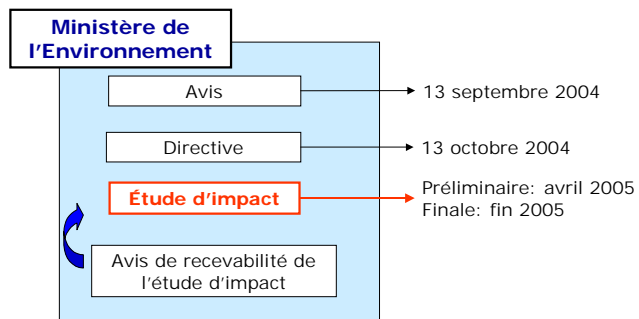 Ministère de
l'Environnement
Avis
13 septembre 2004
Directive
13 octobre 2004
Étude d'impact
Préliminaire: avril 2005
Finale: fin 2005
Avis de recevabilité de
l'étude d'impact